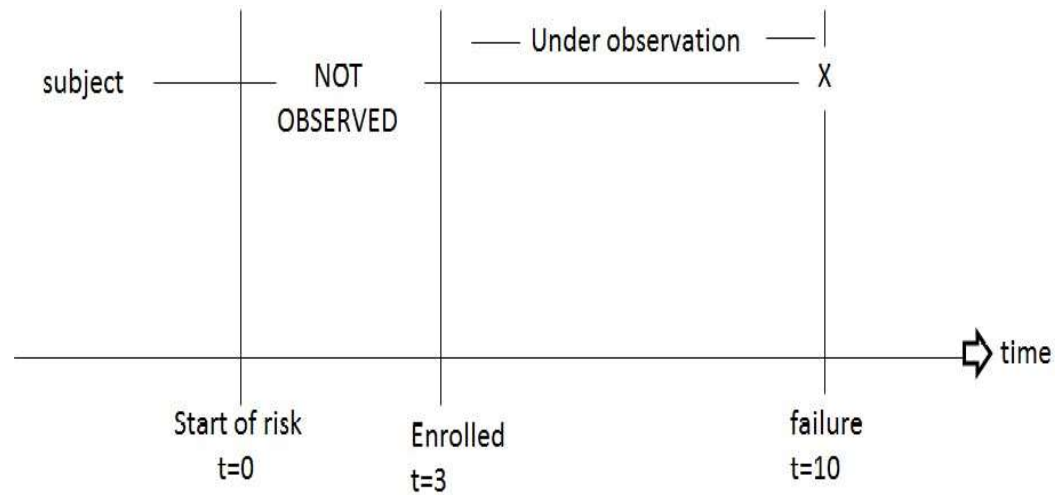 Under observation
subject
NOT
OBSERVED
X
time
Start of risk
t=0
Enrolled
t=3
failure
t=10